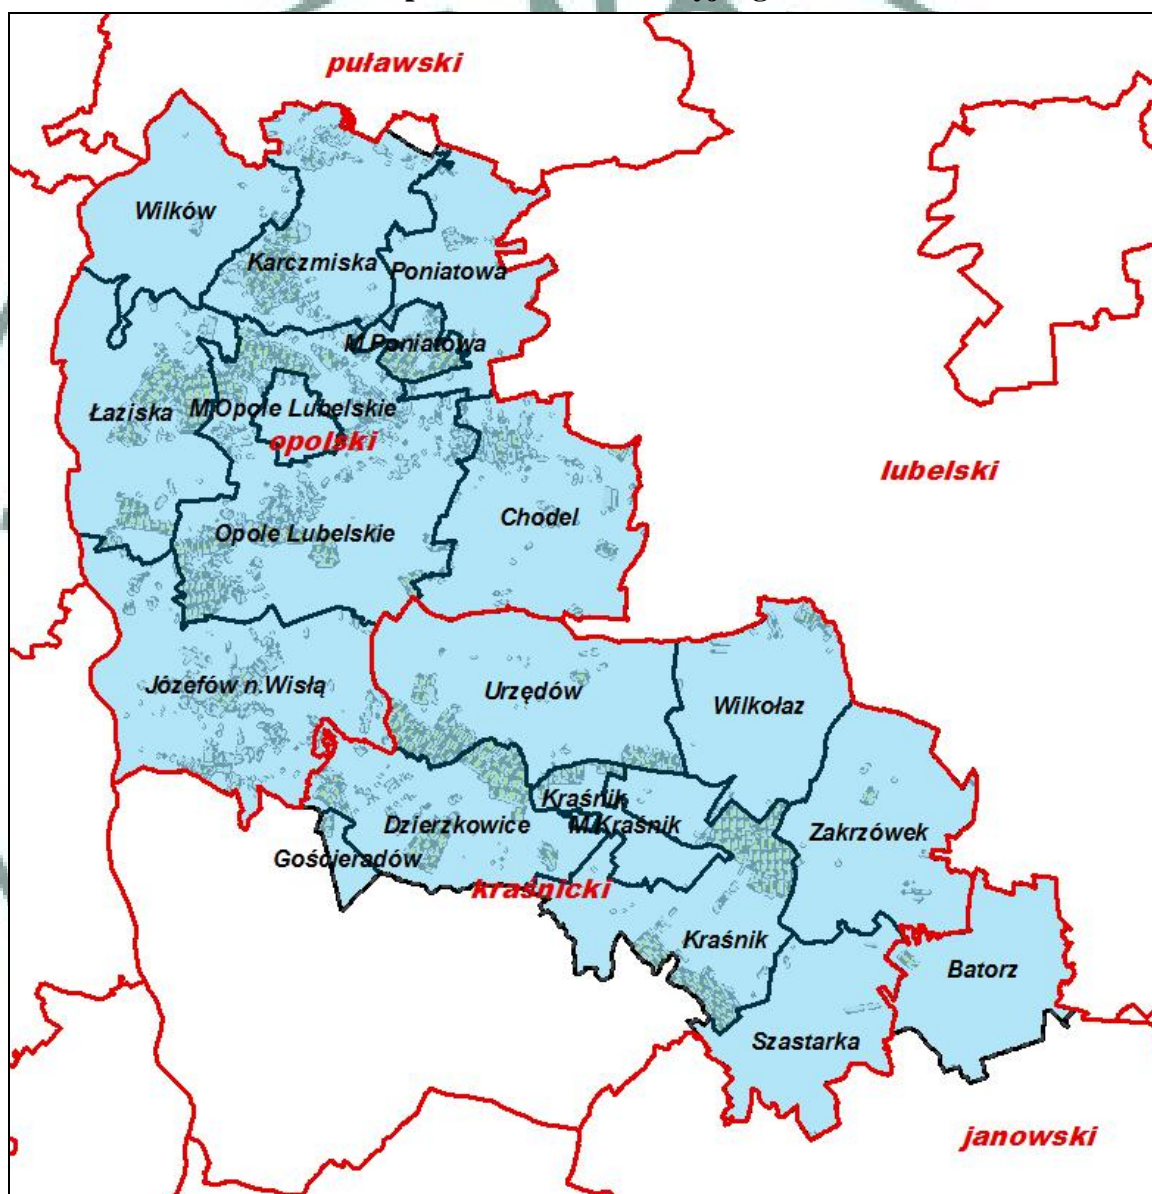 puławski
Wilków
Karczmiska
Poniatowa
M.Poniatowa
Łaziska
M.Opole Lubelskie
opolski
lubelski
Chodel
Opole Lubelskie
Józefów n.Wisłą
Urzędów
Wilkołaz
Kraśnik
Dzierzkowice
M.Kraśnik
Zakrzówek
Gościeradów
kraśnicki
Kraśnik
Batorz
Szastarka
janowski